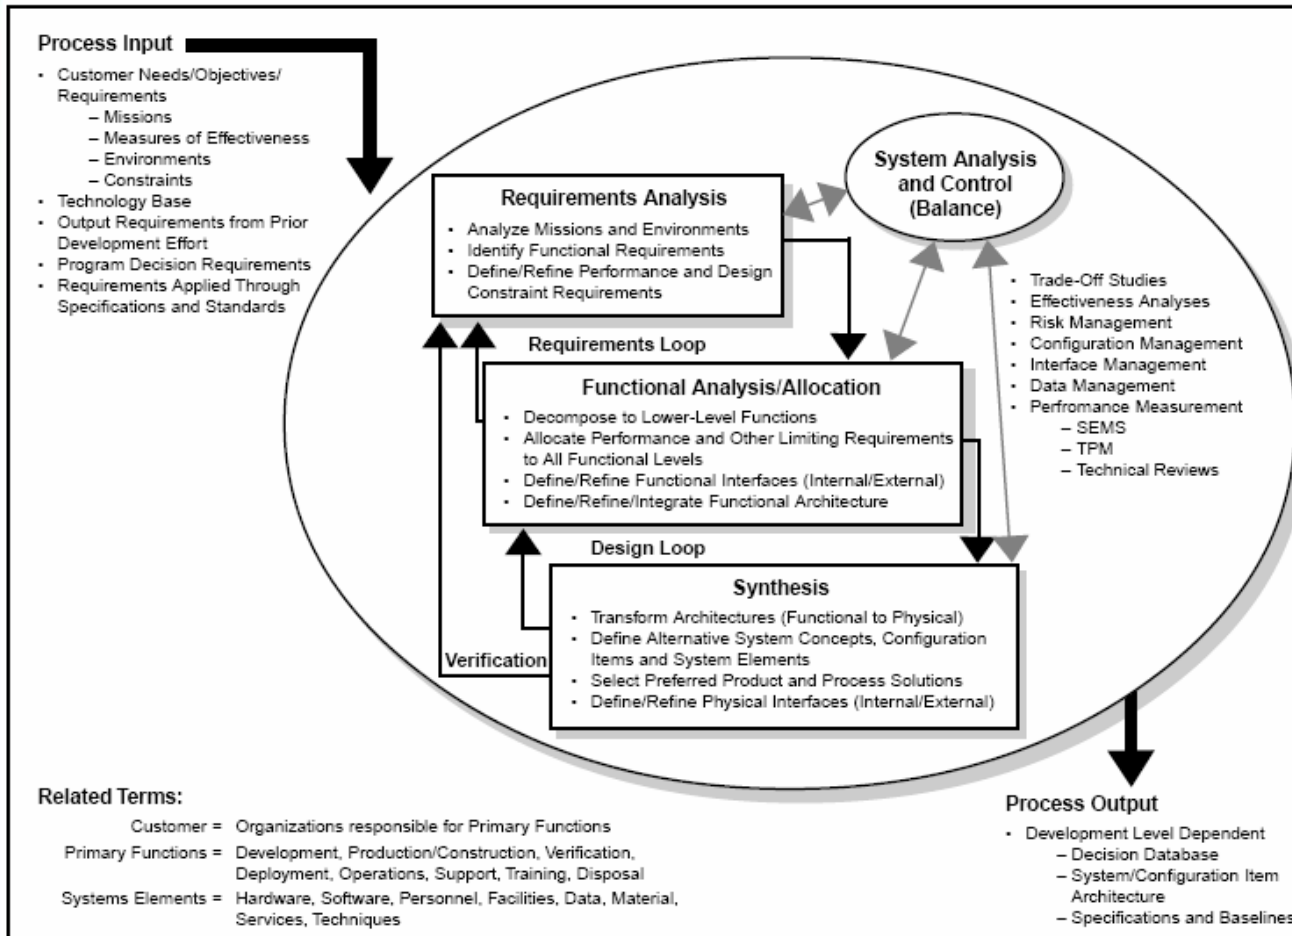 Process Input
▪ Customer Needs/Objectives/
Requirements
– Missions
– Measures of Effectiveness
– Environments
– Constraints
▪ Technology Base
▪ Output Requirements from Prior
Development Effort
▪ Program Decision Requirements
▪ Requirements Applied Through
Specifications and Standards
System Analysis
and Control
(Balance)
Requirements Analysis
▪ Analyze Missions and Environments
▪ Identify Functional Requirements
▪ Define/Refine Performance and Design
Constraint Requirements
▪ Trade-Off Studies
▪ Effectiveness Analyses
▪ Risk Management
▪ Configuration Management
▪ Interface Management
▪ Data Management
▪ Perfromance Measurement
– SEMS
– TPM
– Technical Reviews
Requirements Loop
Functional Analysis/Allocation
▪ Decompose to Lower-Level Functions
▪ Allocate Performance and Other Limiting Requirements
to All Functional Levels
▪ Define/Refine Functional Interfaces (Internal/External)
▪ Define/Refine/Integrate Functional Architecture
Design Loop
Synthesis
▪ Transform Architectures (Functional to Physical)
▪ Define Alternative System Concepts, Configuration
Items and System Elements
▪ Select Preferred Product and Process Solutions
▪ Define/Refine Physical Interfaces (Internal/External)
Verification
Related Terms:
Customer = Organizations responsible for Primary Functions
Primary Functions = Development, Production/Construction, Verification,
Deployment, Operations, Support, Training, Disposal
Systems Elements = Hardware, Software, Personnel, Facilities, Data, Material,
Services, Techniques
Process Output
▪ Development Level Dependent
– Decision Database
– System/Configuration Item
Architecture
– Specifications and Baselines